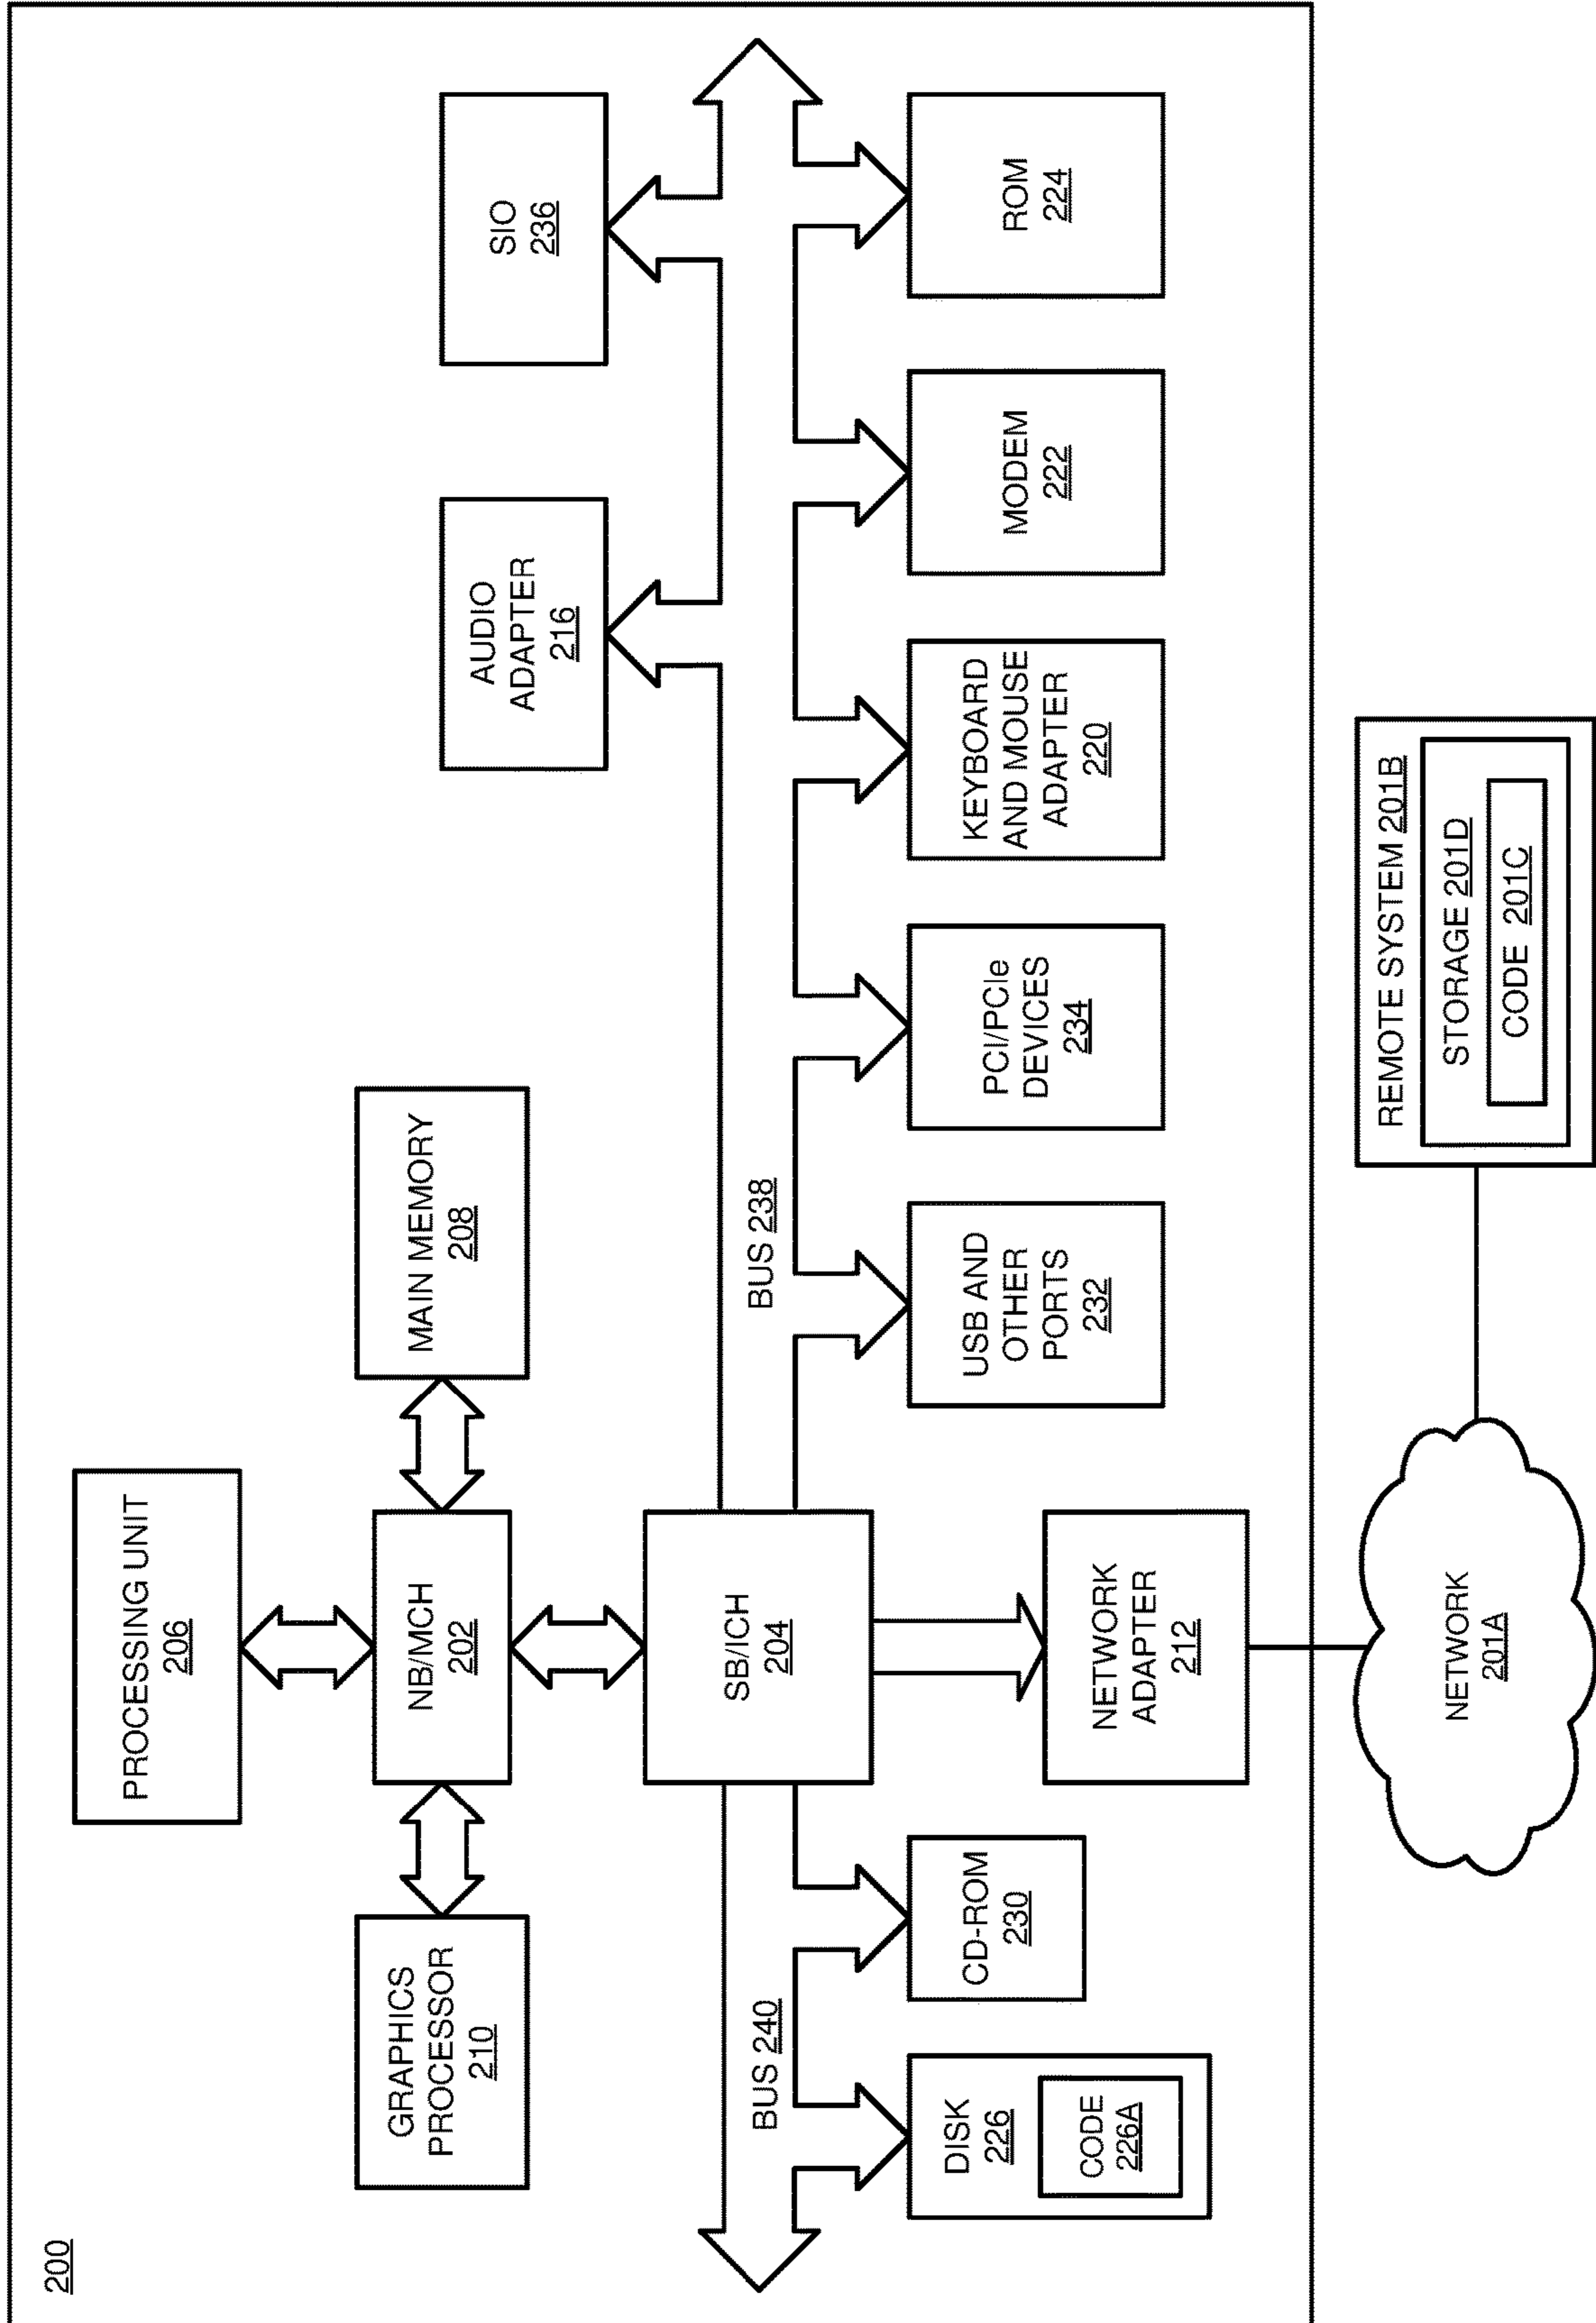 200
PROCESSING UNIT
206
GRAPHICS
PROCESSOR
210
NB/MCH
202
MAIN MEMORY
208
AUDIO
ADAPTER
216
SIO
236
SB/ICH
204
BUS 240
BUS 238
DISK
226
CODE
226A
CD-ROM
230
NETWORK
ADAPTER
212
USB AND
OTHER
PORTS
232
PCI/PCIe
DEVICES
234
KEYBOARD
AND MOUSE
ADAPTER
220
MODEM
222
ROM
224
NETWORK
201A
REMOTE SYSTEM 201B
STORAGE 201D
CODE 201C